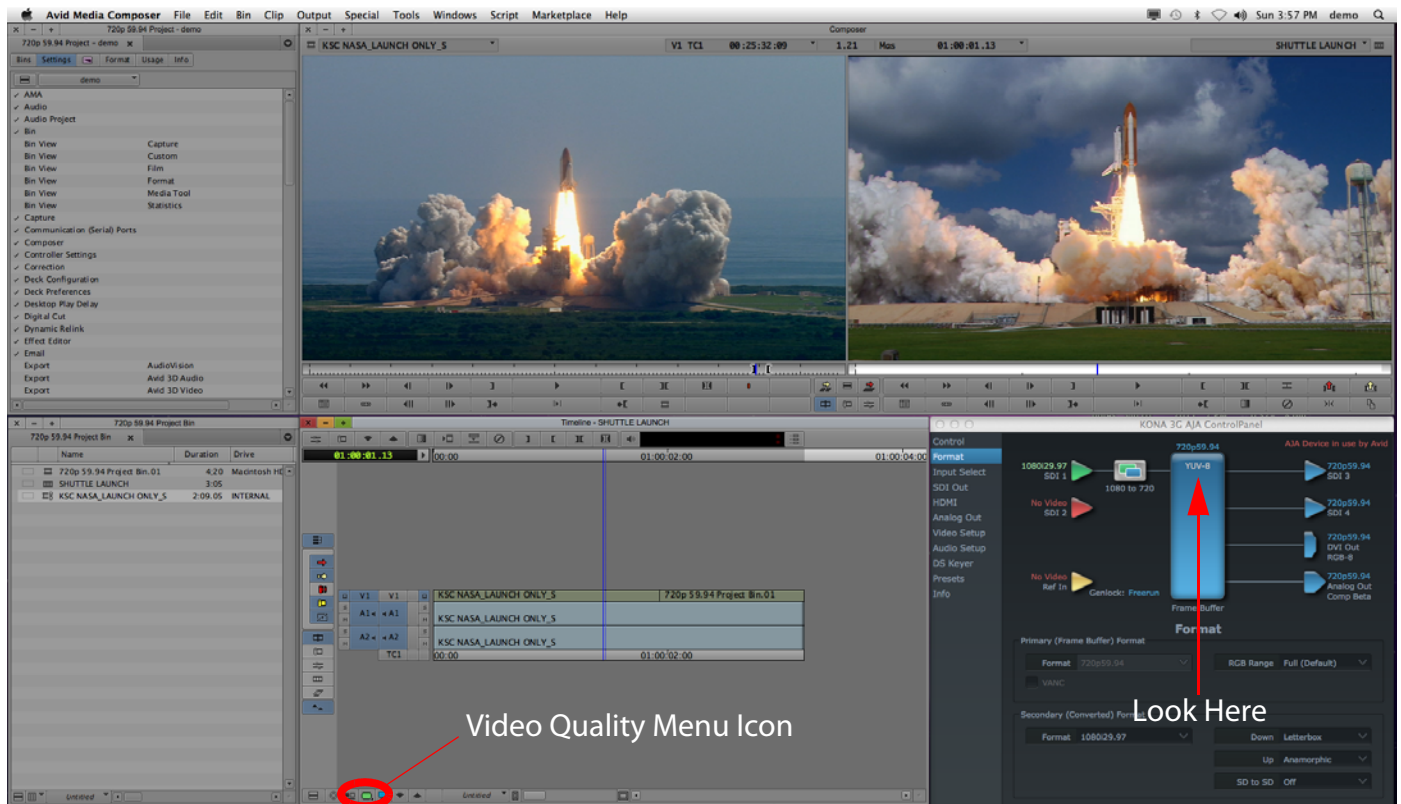 Avid Media Composer File Edit Bin Clip Output Special Tools Windows Script Marketplace Help
Sun 3:57 PM demo
720p 59.94 Project - demo
720p 59.94 Project - demo
Bins Settings Format Usage Info
demo
AMA
Audio
Audio Project
Bin
Bin View Capture
Bin View Custom
Bin View Film
Bin View Format
Bin View Media Tool
Bin View Statistics
Capture
Communication (Serial) Ports
Composer
Controller Settings
Correction
Deck Configuration
Deck Preferences
Desktop Play Delay
Digital Cut
Dynamic Relink
Effect Editor
Email
Export AudioVision
Export Avid 3D Audio
Export Avid 3D Video
Composer
KSC NASA_LAUNCH ONLY_S
V1 TC1 00:25:32:09
1.21 Mas 01:00:01.13
SHUTTLE LAUNCH
720p 59.94 Project Bin
720p 59.94 Project Bin
Name Duration Drive
720p 59.94 Project Bin.01 4:20 Macintosh HD
SHUTTLE LAUNCH 3:05
KSC NASA_LAUNCH ONLY_S 2:09.05 INTERNAL
Untitled
Timeline - SHUTTLE LAUNCH
01:00:01.13
00:00
01:00:02:00
01:00:04:00
V1 V1 KSC NASA_LAUNCH ONLY_S 720p 59.94 Project Bin.01
A1 A1 KSC NASA_LAUNCH ONLY_S
A2 A2 KSC NASA_LAUNCH ONLY_S
TC1 00:00 01:00:02:00
Video Quality Menu Icon
Untitled
KONA 3G AJA ControlPanel
Control
Format
Input Select
SDI Out
HDMI
Analog Out
Video Setup
Audio Setup
DS Keyer
Presets
Info
720p59.94
AJA Device in use by Avid
YUV-8
1080i29.97
SDI 1
1080 to 720
720p59.94
SDI 3
No Video
SDI 2
720p59.94
SDI 4
720p59.94
DVI Out
RGB-8
No Video
Ref In
Genlock: Freerun
720p59.94
Analog Out
Comp Beta
Frame Buffer
Format
Primary (Frame Buffer) Format
Format 720p59.94
RGB Range Full (Default)
VANC
Look Here
Secondary (Converted) Format
Format 1080i29.97
Down Letterbox
Up Anamorphic
SD to SD Off